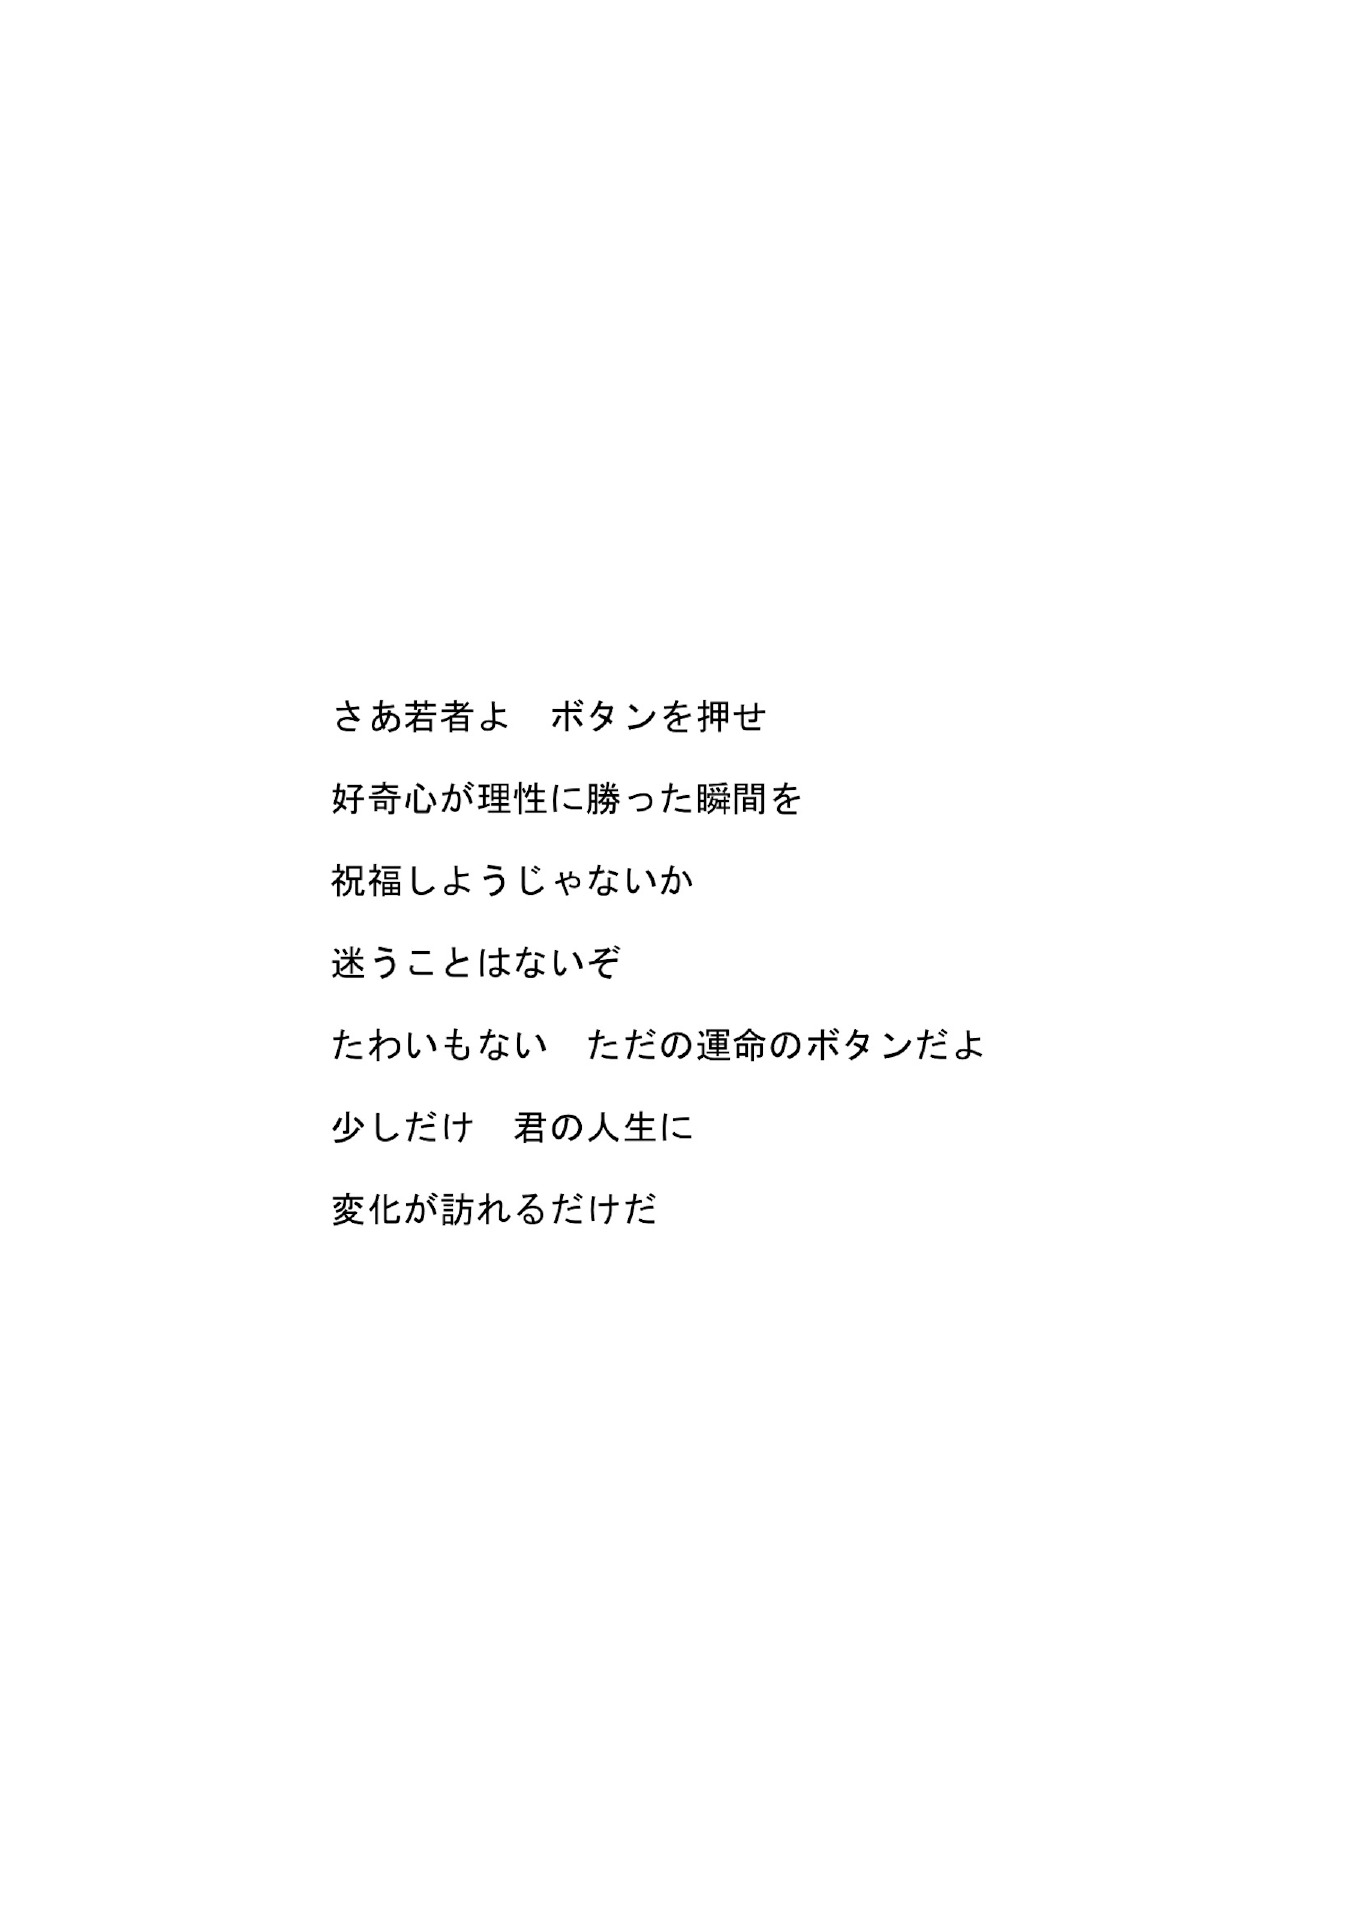 さあ若者よ　ボタンを押せ
好奇心が理性に勝った瞬間を
祝福しようじゃないか
迷うことはないぞ
たわいもない　ただの運命のボタンだよ
少しだけ　君の人生に
変化が訪れるだけだ